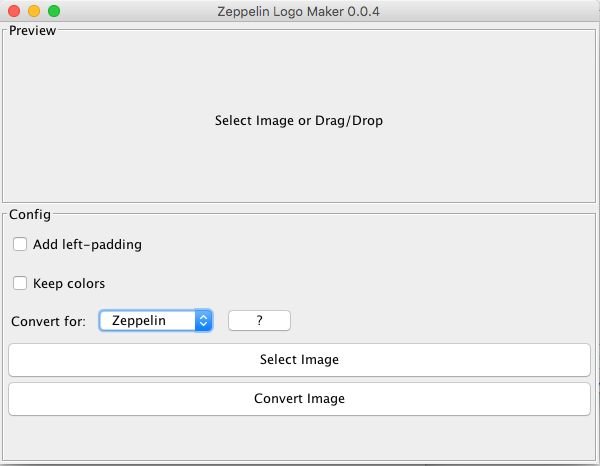 Zeppelin Logo Maker 0.0.4
Preview
Select Image or Drag/Drop
Config
Add left-padding
Keep colors
Convert for: Zeppelin ?
Select Image
Convert Image